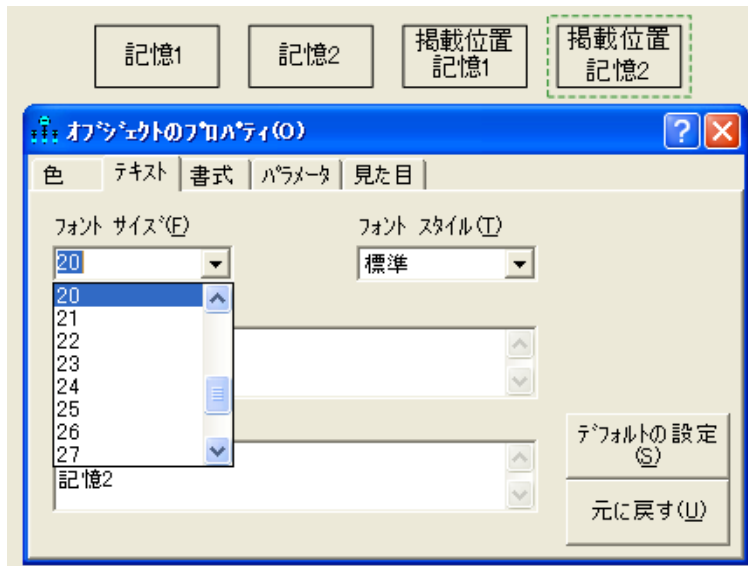 記憶1
記憶2
掲載位置
記憶1
掲載位置
記憶2
ｵﾌﾞｼﾞｪｸﾄのﾌﾟﾛﾊﾟﾃｨ(O)
色
ﾃｷｽﾄ
書式
ﾊﾟﾗﾒｰﾀ
見た目
ﾌｫﾝﾄ ｻｲｽﾞ(F)
ﾌｫﾝﾄ ｽﾀｲﾙ(T)
20
標準
20
21
22
23
24
25
26
27
記憶2
ﾃﾞﾌｫﾙﾄの設定
(S)
元に戻す(U)